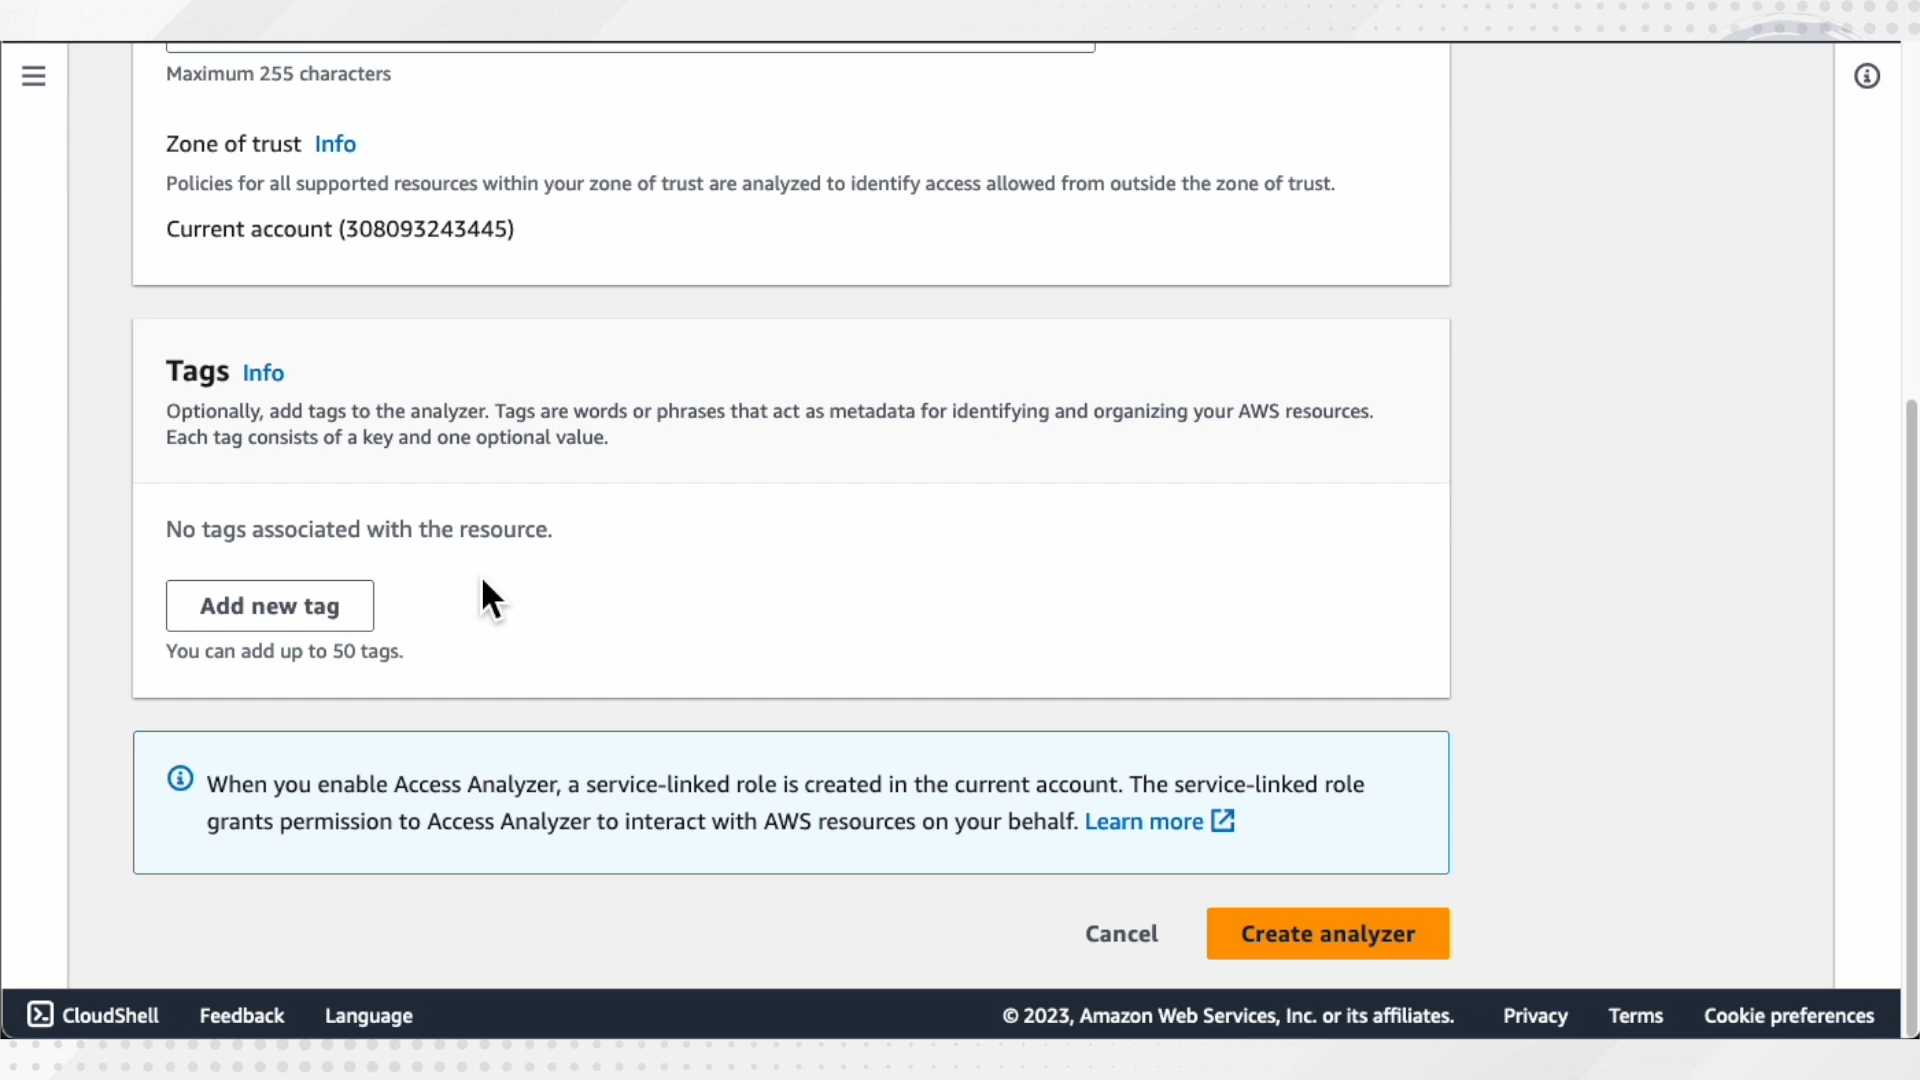 Maximum 255 characters
Zone of trust Info
Policies for all supported resources within your zone of trust are analyzed to identify access allowed from outside the zone of trust.
Current account (308093243445)
Tags Info
Optionally, add tags to the analyzer. Tags are words or phrases that act as metadata for identifying and organizing your AWS resources.
Each tag consists of a key and one optional value.
No tags associated with the resource.
Add new tag
You can add up to 50 tags.
When you enable Access Analyzer, a service-linked role is created in the current account. The service-linked role
grants permission to Access Analyzer to interact with AWS resources on your behalf. Learn more
Cancel Create analyzer
CloudShell Feedback Language © 2023, Amazon Web Services, Inc. or its affiliates. Privacy Terms Cookie preferences